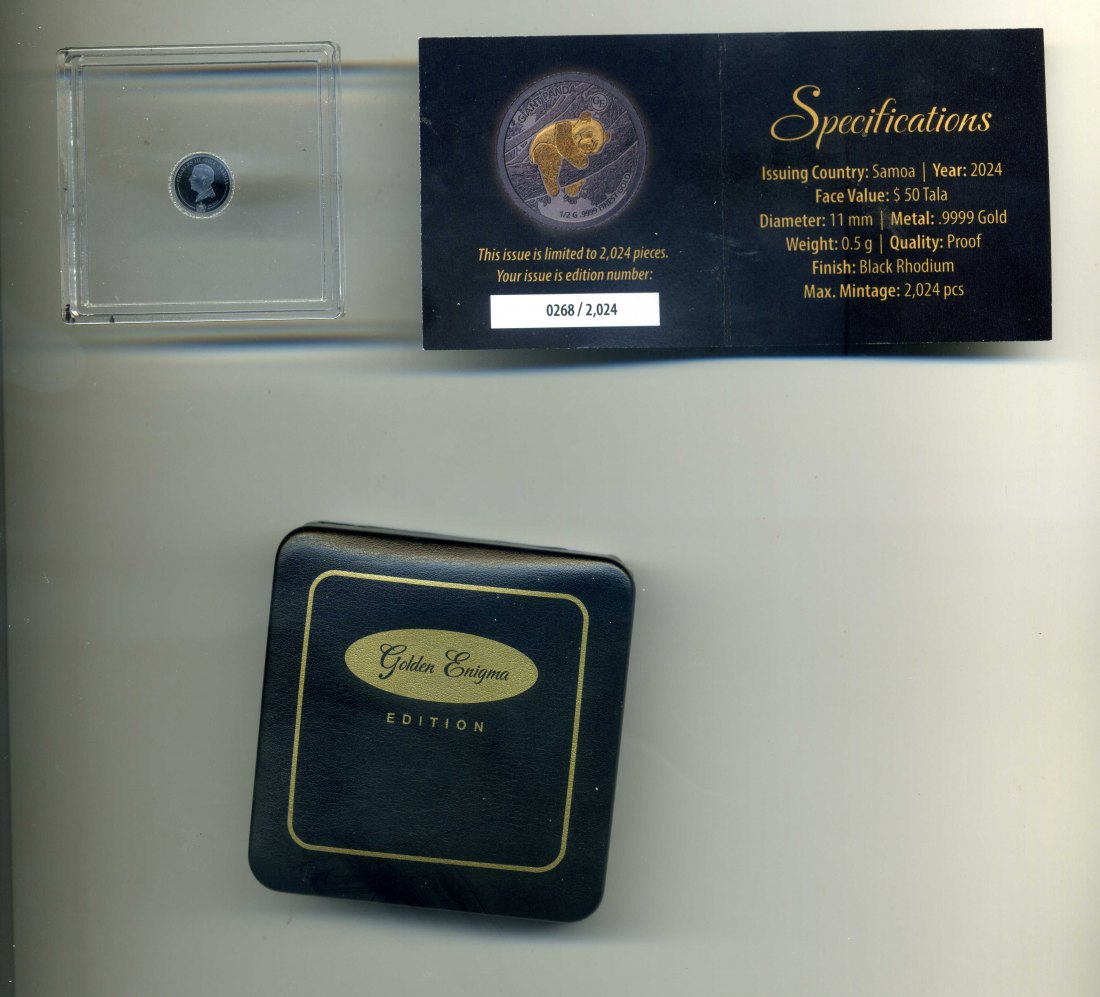 GIANT PANDA
1/2 G .9999 FINEST GOLD
This issue is limited to 2,024 pieces.
Your issue is edition number:
0268 / 2,024
Specifications
Issuing Country: Samoa | Year: 2024
Face Value: $ 50 Tala
Diameter: 11 mm | Metal: .9999 Gold
Weight: 0.5 g | Quality: Proof
Finish: Black Rhodium
Max. Mintage: 2,024 pcs
Golden Enigma
EDITION